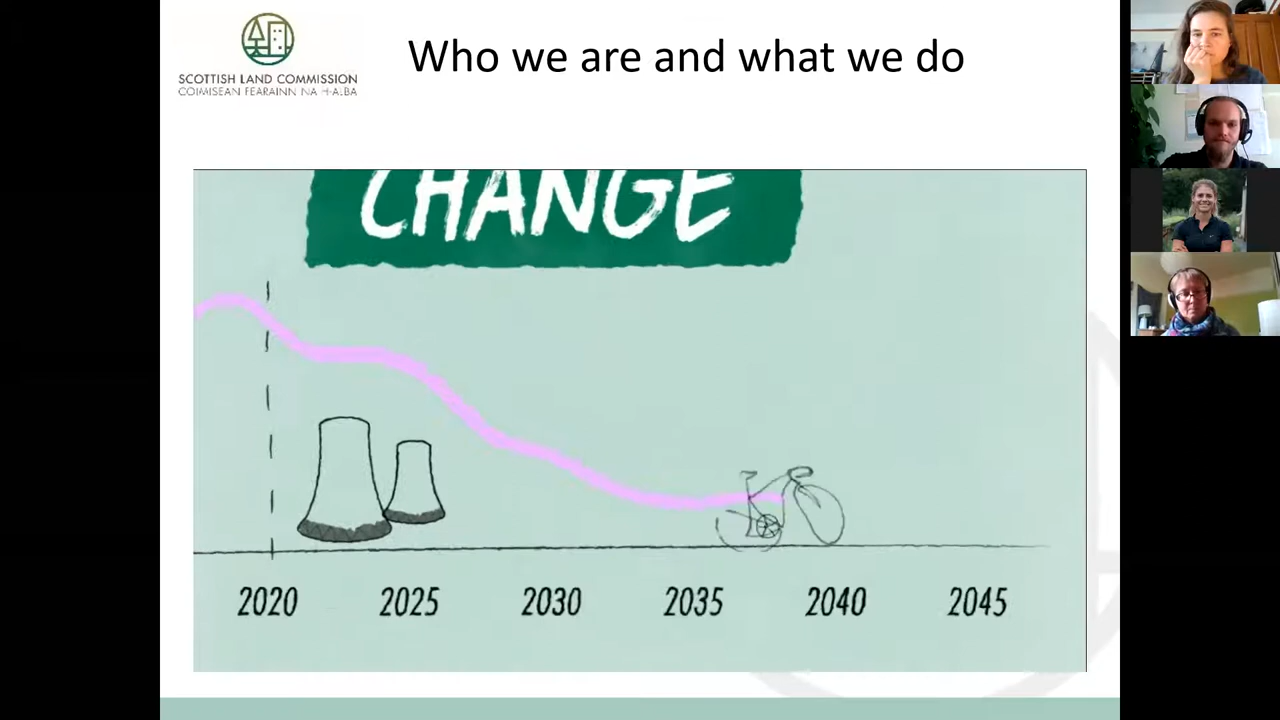 SCOTTISH LAND COMMISSION
COIMISEAN FEARAINN NA H-ALBA
Who we are and what we do
CHANGE
2020 2025 2030 2035 2040 2045